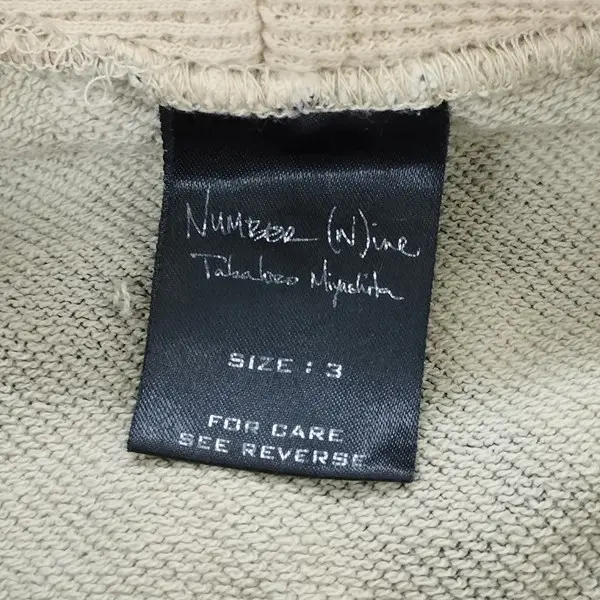 NUMBER (N)ine
Takahiro Miyashita
SIZE : 3
FOR CARE
SEE REVERSE